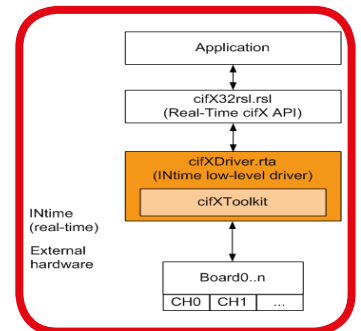 Application
cifX32rsl.rsl
(Real-Time cifX API)
cifXDriver.rta
(INtime low-level driver)
cifXToolkit
INtime
(real-time)
External
hardware
Board0..n
CH0 CH1 ...